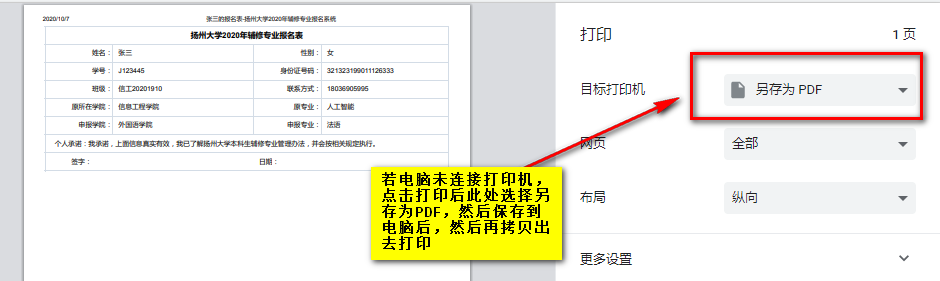 2020/10/7 张三的报名表-扬州大学2020年辅修专业报名系统
扬州大学2020年辅修专业报名表
姓名： 张三 性别： 女
学号： J123445 身份证号码： 321323199011126333
班级： 信工20201910 联系方式： 18036905995
原所在学院： 信息工程学院 原专业： 人工智能
申报学院： 外国语学院 申报专业： 法语
个人承诺：我承诺，上面信息真实有效，我已了解扬州大学本科生辅修专业管理办法，并会按相关规定执行。
签字： 日期：
若电脑未连接打印机，
点击打印后此处选择另
存为PDF，然后保存到
电脑后，然后再拷贝出
去打印
打印 1 页
目标打印机 另存为 PDF
网页 全部
布局 纵向
更多设置